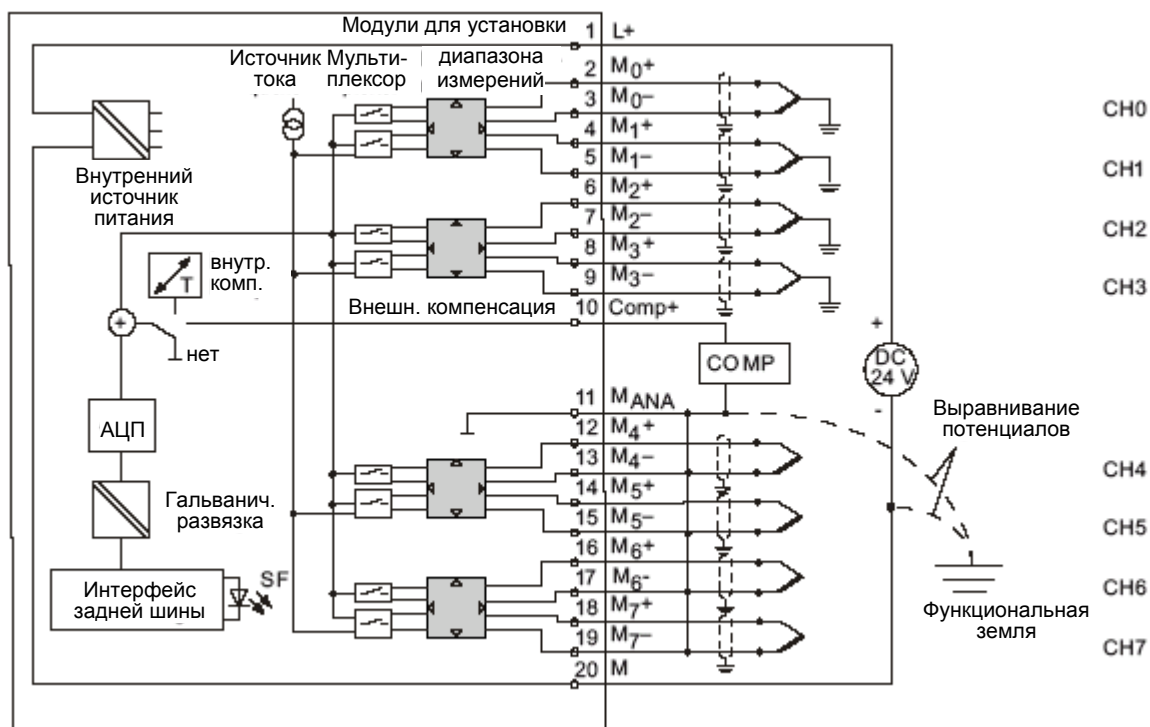 Модули для установки
диапазона
измерений
Источник
тока
Мульти-
плексор
1 L+
2 M0+
3 M0−
4 M1+
5 M1−
6 M2+
7 M2−
8 M3+
9 M3−
10 Comp+
CH0
CH1
CH2
CH3
Внутренний
источник
питания
внутр.
комп.
T
Внешн. компенсация
+
нет
COMP
+
DC
24 V
-
АЦП
Гальванич.
развязка
Интерфейс
задней шины
SF
11 MANA
12 M4+
13 M4−
14 M5+
15 M5−
16 M6+
17 M6-
18 M7+
19 M7−
20 M
Выравнивание
потенциалов
Функциональная
земля
CH4
CH5
CH6
CH7